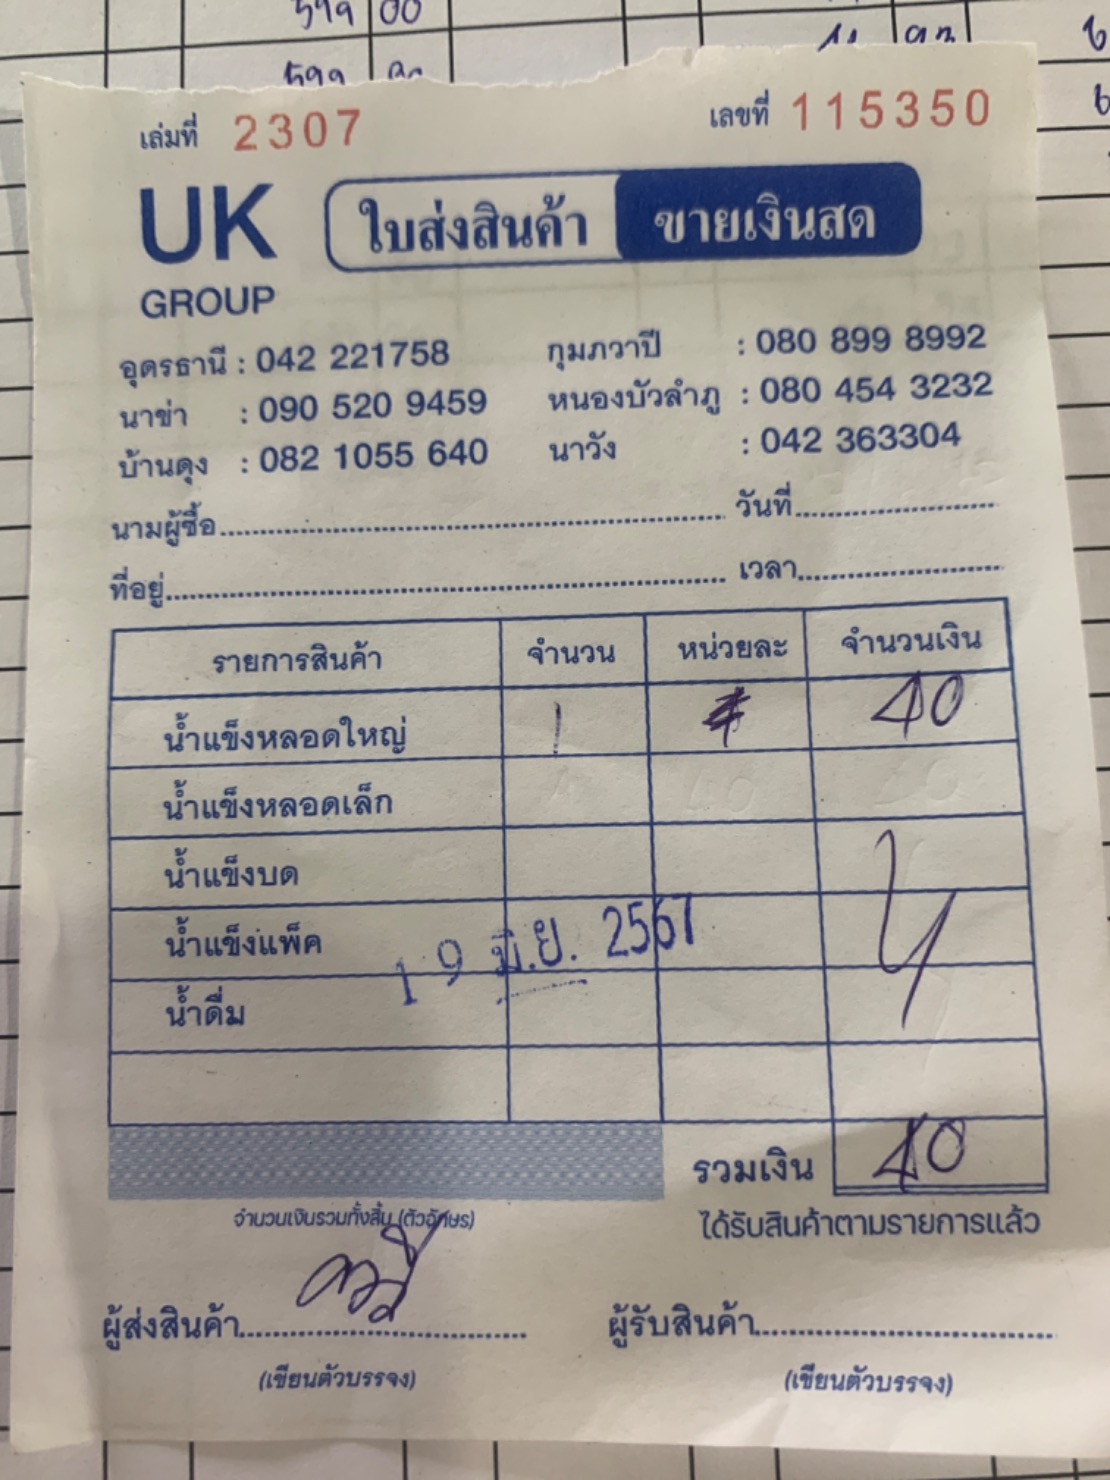 599 00
599
เล่มที่ 2307 เลขที่ 115350
UK GROUP ใบส่งสินค้า ขายเงินสด
อุดรธานี : 042 221758 กุมภวาปี : 080 899 8992
นาข่า : 090 520 9459 หนองบัวลำภู : 080 454 3232
บ้านดุง : 082 1055 640 นาวัง : 042 363304
นามผู้ซื้อ วันที่
ที่อยู่ เวลา
รายการสินค้า จำนวน หน่วยละ จำนวนเงิน
น้ำแข็งหลอดใหญ่ 1 40
น้ำแข็งหลอดเล็ก
น้ำแข็งบด
น้ำแข็งแพ็ค
19 มิ.ย. 2567
น้ำดื่ม
รวมเงิน 40
จำนวนเงินรวมทั้งสิ้น (ตัวอักษร) ได้รับสินค้าตามรายการแล้ว
ผู้ส่งสินค้า ผู้รับสินค้า
(เขียนตัวบรรจง) (เขียนตัวบรรจง)